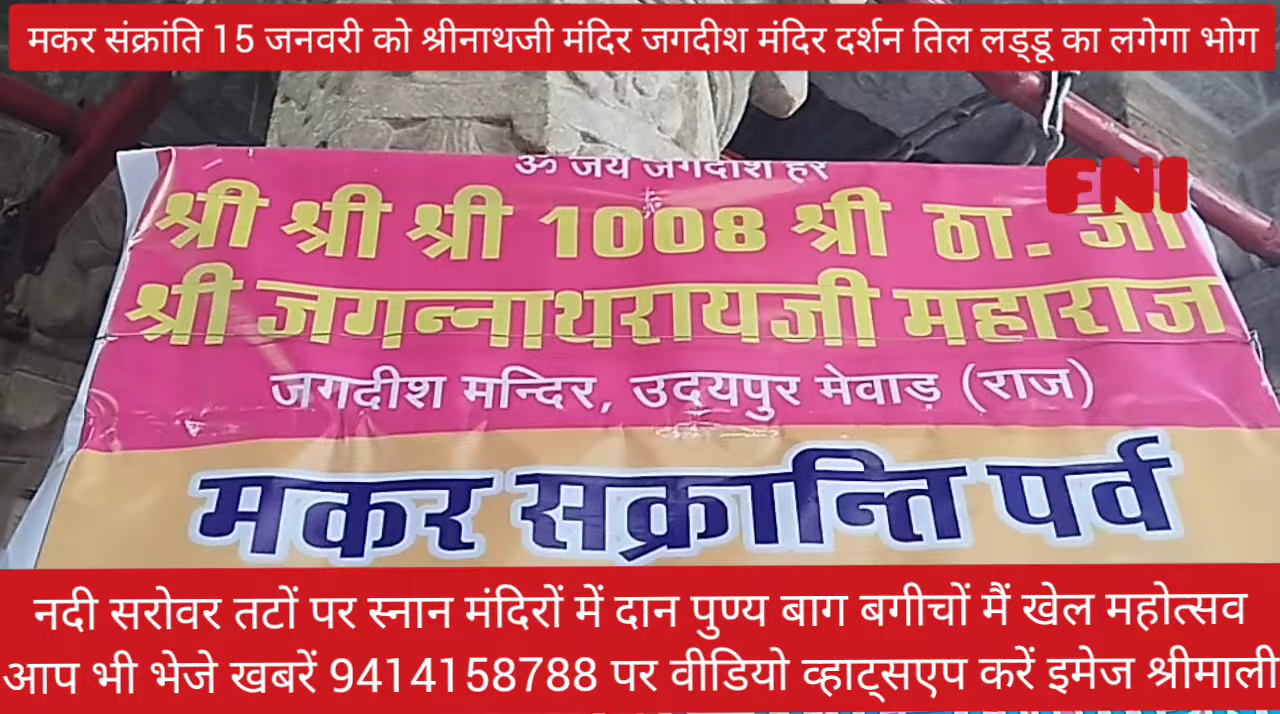 मकर संक्रांति 15 जनवरी को श्रीनाथजी मंदिर जगदीश मंदिर दर्शन तिल लड्डू का लगेगा भोग
ॐ जय जगदीश हरे
FNI
श्री श्री श्री 1008 श्री ठा. जी
श्री जगन्नाथरायजी महाराज
जगदीश मन्दिर, उदयपुर मेवाड़ (राज)
मकर सक्रान्ति पर्व
नदी सरोवर तटों पर स्नान मंदिरों में दान पुण्य बाग बगीचों मैं खेल महोत्सव
आप भी भेजे खबरें 9414158788 पर वीडियो व्हाट्सएप करें इमेज श्रीमाली